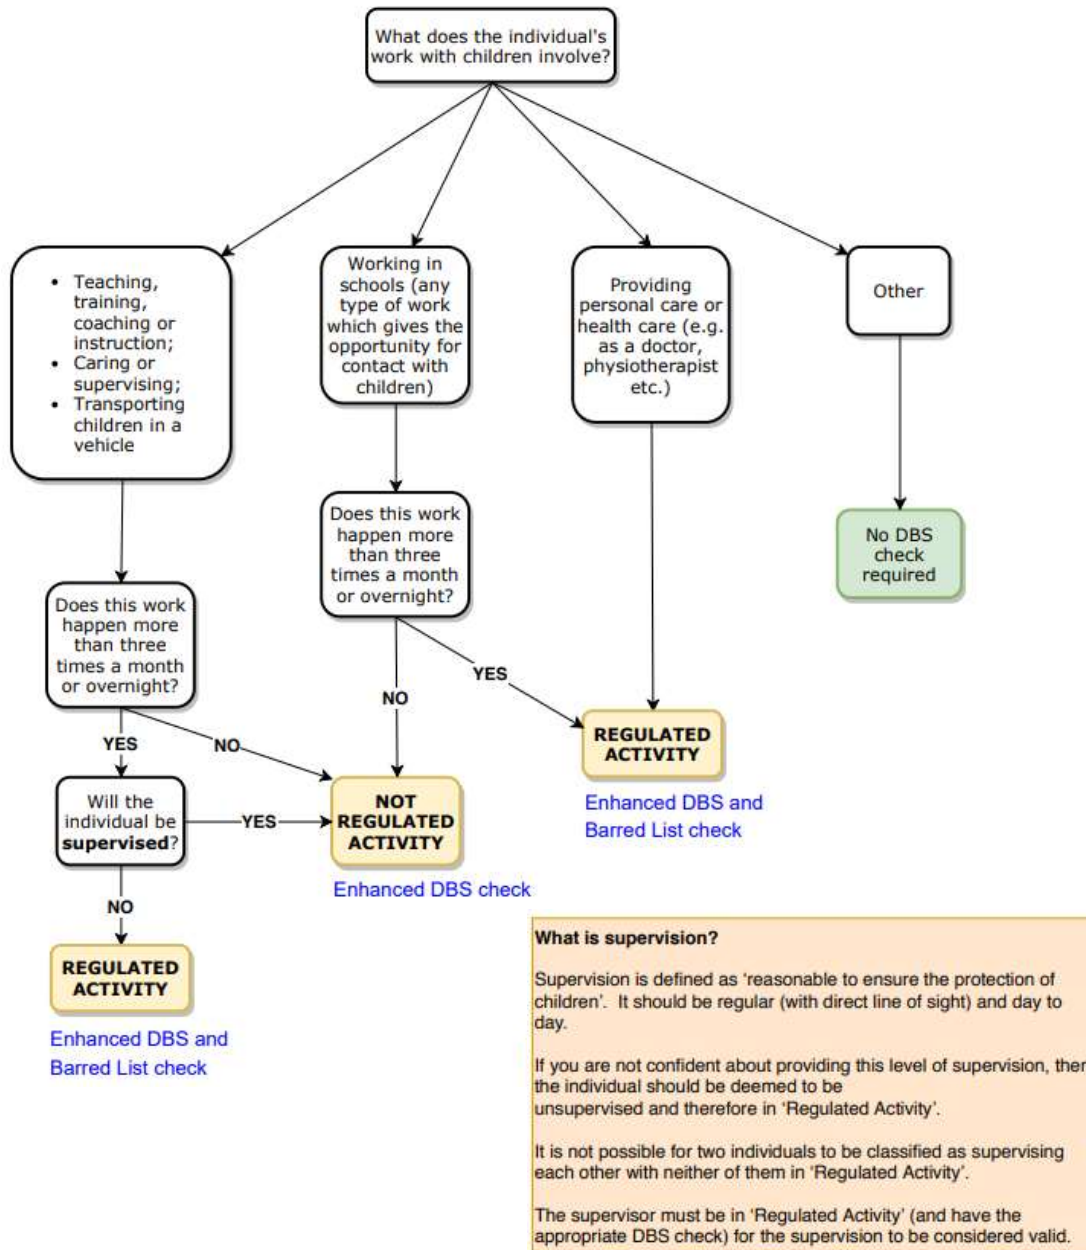 What does the individual's
work with children involve?
• Teaching,
training,
coaching or
instruction;
• Caring or
supervising;
• Transporting
children in a
vehicle
Working in
schools (any
type of work
which gives the
opportunity for
contact with
children)
Providing
personal care or
health care (e.g.
as a doctor,
physiotherapist
etc.)
Other
Does this work
happen more
than three
times a month
or overnight?
No DBS
check
required
Does this work
happen more
than three
times a month
or overnight?
YES
NO
YES
NO
REGULATED
ACTIVITY
Enhanced DBS and
Barred List check
Will the
individual be
supervised?
YES
NOT
REGULATED
ACTIVITY
Enhanced DBS check
NO
REGULATED
ACTIVITY
Enhanced DBS and
Barred List check
What is supervision?
Supervision is defined as ‘reasonable to ensure the protection of
children’. It should be regular (with direct line of sight) and day to
day.
If you are not confident about providing this level of supervision, then
the individual should be deemed to be
unsupervised and therefore in ‘Regulated Activity’.
It is not possible for two individuals to be classified as supervising
each other with neither of them in ‘Regulated Activity’.
The supervisor must be in ‘Regulated Activity’ (and have the
appropriate DBS check) for the supervision to be considered valid.